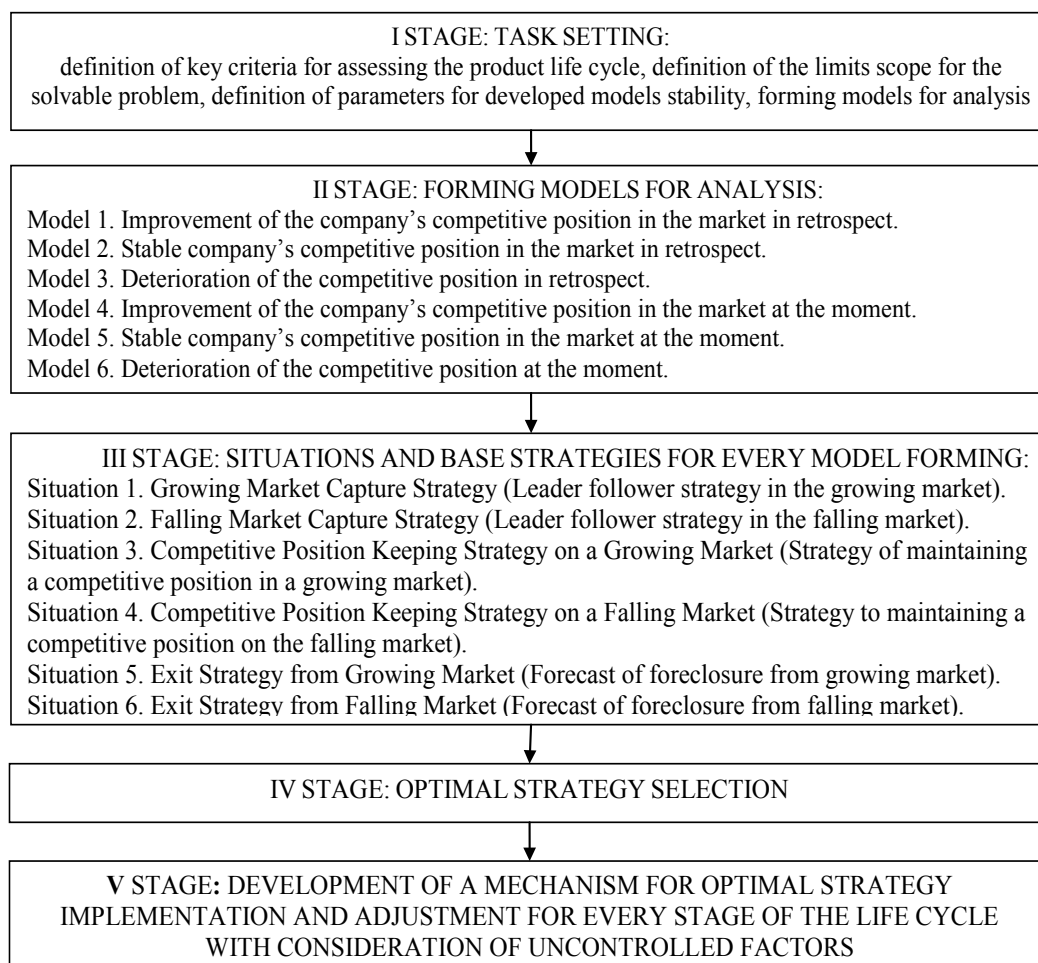 I STAGE: TASK SETTING:
definition of key criteria for assessing the product life cycle, definition of the limits scope for the
solvable problem, definition of parameters for developed models stability, forming models for analysis
II STAGE: FORMING MODELS FOR ANALYSIS:
Model 1. Improvement of the company’s competitive position in the market in retrospect.
Model 2. Stable company’s competitive position in the market in retrospect.
Model 3. Deterioration of the competitive position in retrospect.
Model 4. Improvement of the company’s competitive position in the market at the moment.
Model 5. Stable company’s competitive position in the market at the moment.
Model 6. Deterioration of the competitive position at the moment.
III STAGE: SITUATIONS AND BASE STRATEGIES FOR EVERY MODEL FORMING:
Situation 1. Growing Market Capture Strategy (Leader follower strategy in the growing market).
Situation 2. Falling Market Capture Strategy (Leader follower strategy in the falling market).
Situation 3. Competitive Position Keeping Strategy on a Growing Market (Strategy of maintaining
a competitive position in a growing market).
Situation 4. Competitive Position Keeping Strategy on a Falling Market (Strategy to maintaining a
competitive position on the falling market).
Situation 5. Exit Strategy from Growing Market (Forecast of foreclosure from growing market).
Situation 6. Exit Strategy from Falling Market (Forecast of foreclosure from falling market).
IV STAGE: OPTIMAL STRATEGY SELECTION
V STAGE: DEVELOPMENT OF A MECHANISM FOR OPTIMAL STRATEGY
IMPLEMENTATION AND ADJUSTMENT FOR EVERY STAGE OF THE LIFE CYCLE
WITH CONSIDERATION OF UNCONTROLLED FACTORS